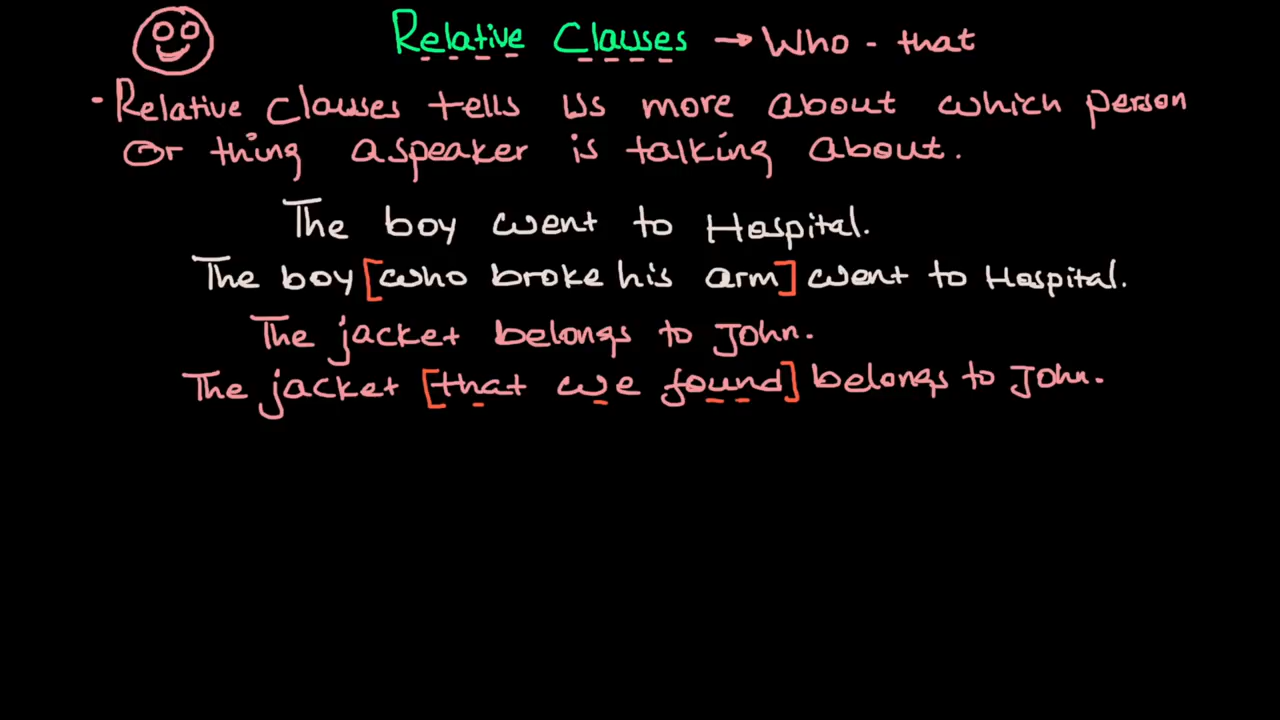 Relative Clauses → Who - that
· Relative clauses tells us more about which person
or thing a speaker is talking about.
The boy went to Hospital.
The boy [who broke his arm] went to Hospital.
The jacket belongs to John.
The jacket [that we found] belongs to John.